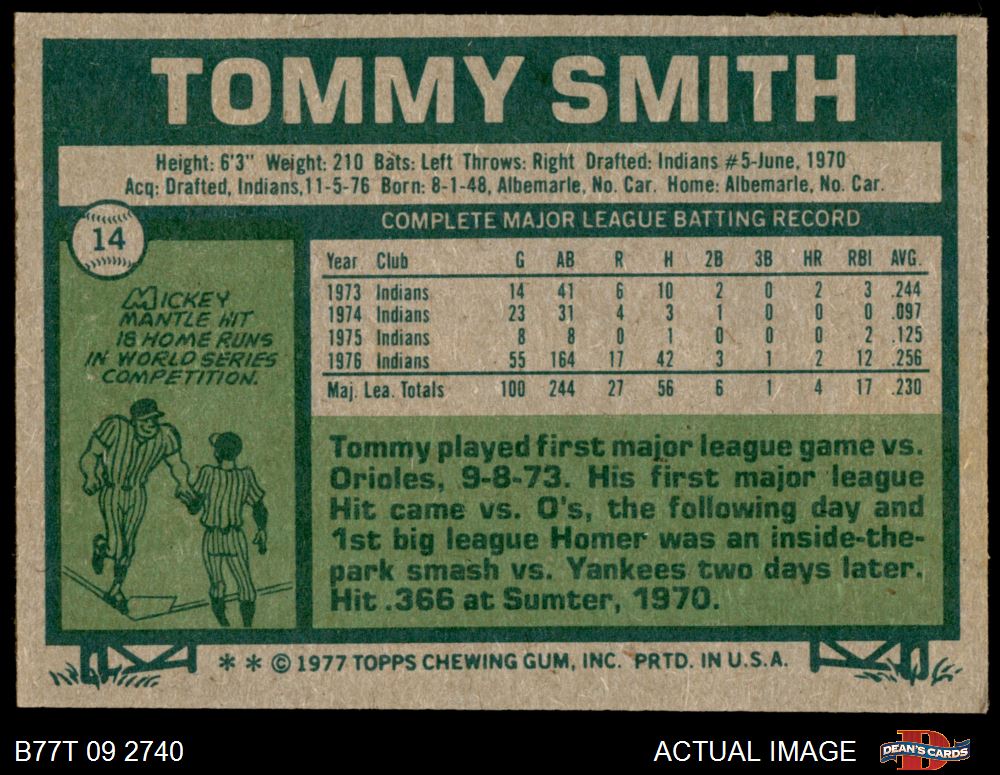 TOMMY SMITH
Height: 6'3" Weight: 210 Bats: Left Throws: Right Drafted: Indians #5-June, 1970
Acq: Drafted, Indians,11-5-76 Born: 8-1-48, Albemarle, No. Car. Home: Albemarle, No. Car.
14
MICKEY
MANTLE HIT
18 HOME RUNS
IN WORLD SERIES
COMPETITION.
COMPLETE MAJOR LEAGUE BATTING RECORD
Year Club G AB R H 2B 3B HR RBI AVG.
1973 Indians 14 41 6 10 2 0 2 3 .244
1974 Indians 23 31 4 3 1 0 0 0 .097
1975 Indians 8 8 0 1 0 0 0 2 .125
1976 Indians 55 164 17 42 3 1 2 12 .256
Maj. Lea. Totals 100 244 27 56 6 1 4 17 .230
Tommy played first major league game vs.
Orioles, 9-8-73. His first major league
Hit came vs. O's, the following day and
1st big league Homer was an inside-the-
park smash vs. Yankees two days later.
Hit .366 at Sumter, 1970.
* * © 1977 TOPPS CHEWING GUM, INC. PRTD. IN U.S.A.
B77T 09 2740
ACTUAL IMAGE
D
DEAN'S CARDS